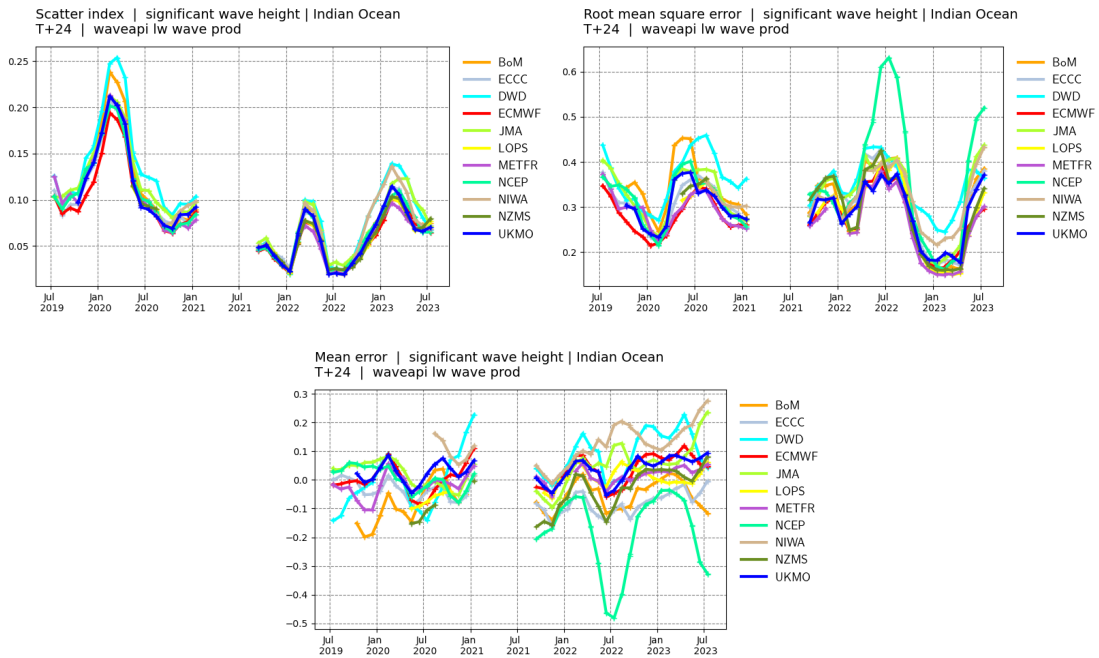 Scatter index | significant wave height | Indian Ocean
T+24 | waveapi lw wave prod
0.25
0.20
0.15
0.10
0.05
Jul 2019
Jan 2020
Jul 2020
Jan 2021
Jul 2021
Jan 2022
Jul 2022
Jan 2023
Jul 2023
BoM
ECCC
DWD
ECMWF
JMA
LOPS
METFR
NCEP
NIWA
NZMS
UKMO
Root mean square error | significant wave height | Indian Ocean
T+24 | waveapi lw wave prod
0.6
0.5
0.4
0.3
0.2
Jul 2019
Jan 2020
Jul 2020
Jan 2021
Jul 2021
Jan 2022
Jul 2022
Jan 2023
Jul 2023
BoM
ECCC
DWD
ECMWF
JMA
LOPS
METFR
NCEP
NIWA
NZMS
UKMO
Mean error | significant wave height | Indian Ocean
T+24 | waveapi lw wave prod
0.3
0.2
0.1
0.0
−0.1
−0.2
−0.3
−0.4
−0.5
Jul 2019
Jan 2020
Jul 2020
Jan 2021
Jul 2021
Jan 2022
Jul 2022
Jan 2023
Jul 2023
BoM
ECCC
DWD
ECMWF
JMA
LOPS
METFR
NCEP
NIWA
NZMS
UKMO